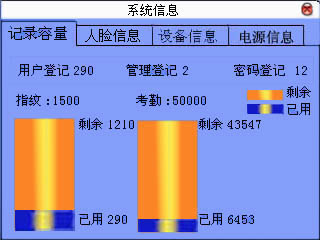 系统信息
记录容量 人脸信息 设备信息 电源信息
用户登记 290 管理登记 2 密码登记 12
指纹 :1500 考勤 :50000 剩余
已用
剩余 1210 剩余 43547
已用 290 已用 6453